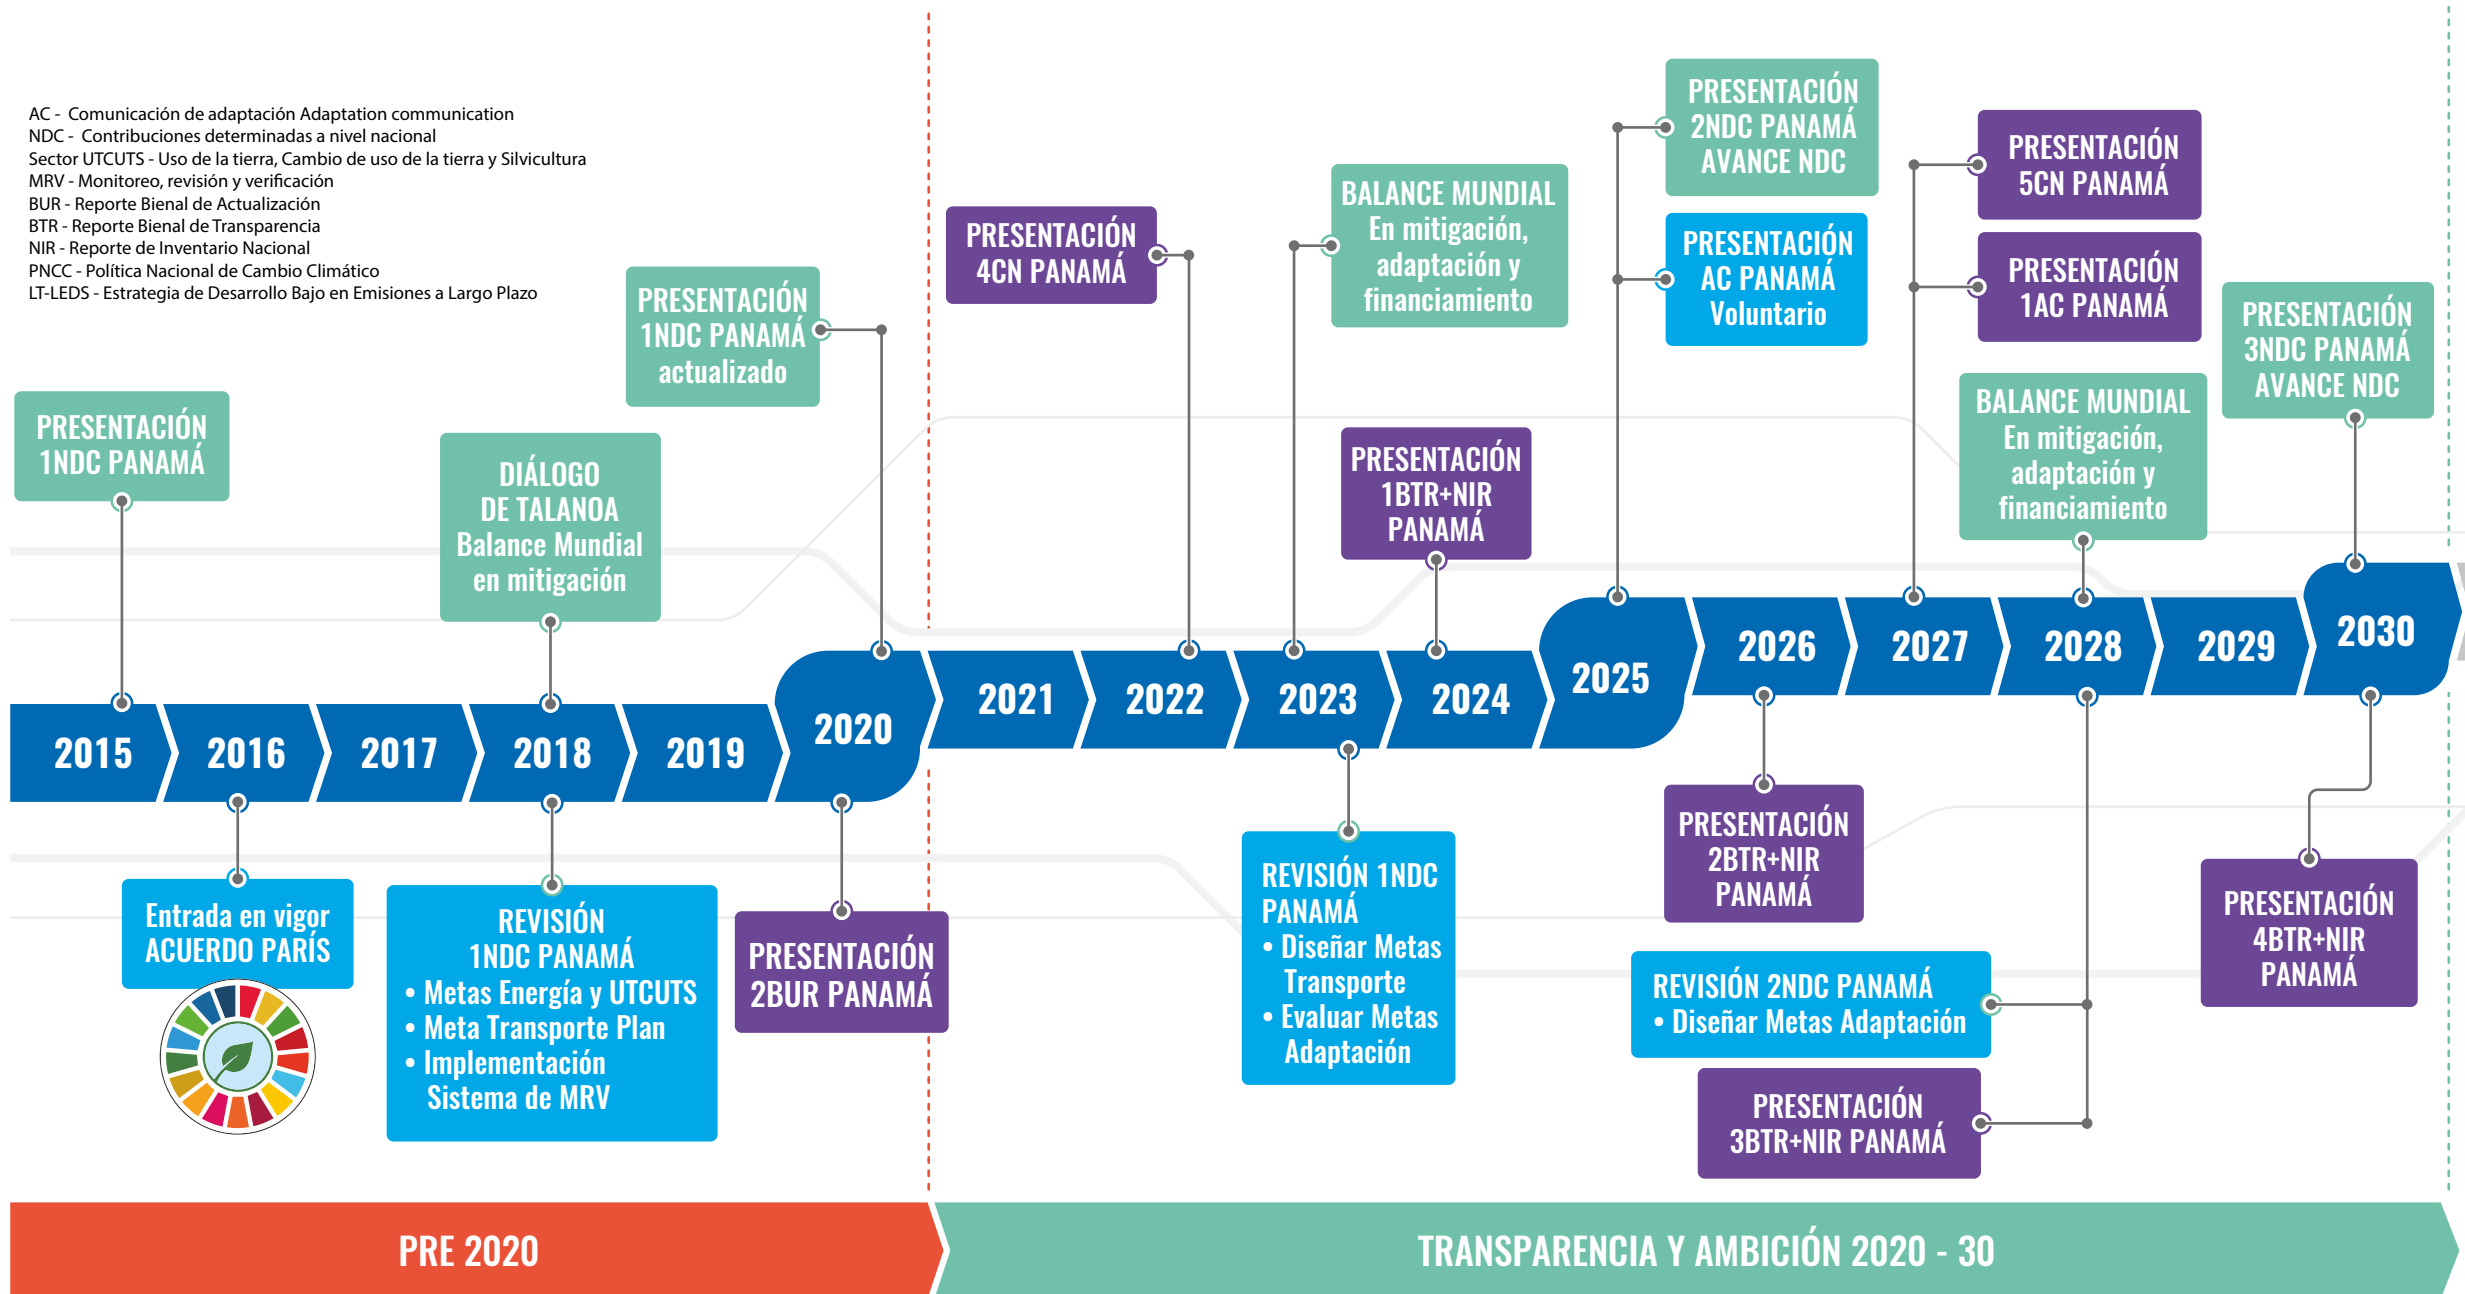 AC -  Comunicación de adaptación Adaptation communication
NDC -  Contribuciones determinadas a nivel nacional
Sector UTCUTS - Uso de la tierra, Cambio de uso de la tierra y Silvicultura
MRV - Monitoreo, revisión y verificación
BUR - Reporte Bienal de Actualización
BTR - Reporte Bienal de Transparencia
NIR - Reporte de Inventario Nacional
PNCC - Política Nacional de Cambio Climático
LT-LEDS - Estrategia de Desarrollo Bajo en Emisiones a Largo Plazo
PRESENTACIÓN
1NDC PANAMÁ
DIÁLOGO
DE TALANOA
Balance Mundial
en mitigación
PRESENTACIÓN
1NDC PANAMÁ
actualizado
PRESENTACIÓN
4CN PANAMÁ
BALANCE MUNDIAL
En mitigación,
adaptación y
financiamiento
PRESENTACIÓN
1BTR+NIR
PANAMÁ
PRESENTACIÓN
2NDC PANAMÁ
AVANCE NDC
PRESENTACIÓN
AC PANAMÁ
Voluntario
PRESENTACIÓN
5CN PANAMÁ
PRESENTACIÓN
1AC PANAMÁ
BALANCE MUNDIAL
En mitigación,
adaptación y
financiamiento
PRESENTACIÓN
3NDC PANAMÁ
AVANCE NDC
2015
2016
2017
2018
2019
2020
2021
2022
2023
2024
2025
2026
2027
2028
2029
2030
Entrada en vigor
ACUERDO PARÍS
REVISIÓN
1NDC PANAMÁ
• Metas Energía y UTCUTS
• Meta Transporte Plan
• Implementación
Sistema de MRV
PRESENTACIÓN
2BUR PANAMÁ
REVISIÓN 1NDC
PANAMÁ
• Diseñar Metas
Transporte
• Evaluar Metas
Adaptación
PRESENTACIÓN
2BTR+NIR
PANAMÁ
REVISIÓN 2NDC PANAMÁ
• Diseñar Metas Adaptación
PRESENTACIÓN
3BTR+NIR PANAMÁ
PRESENTACIÓN
4BTR+NIR
PANAMÁ
PRE 2020
TRANSPARENCIA Y AMBICIÓN 2020 - 30